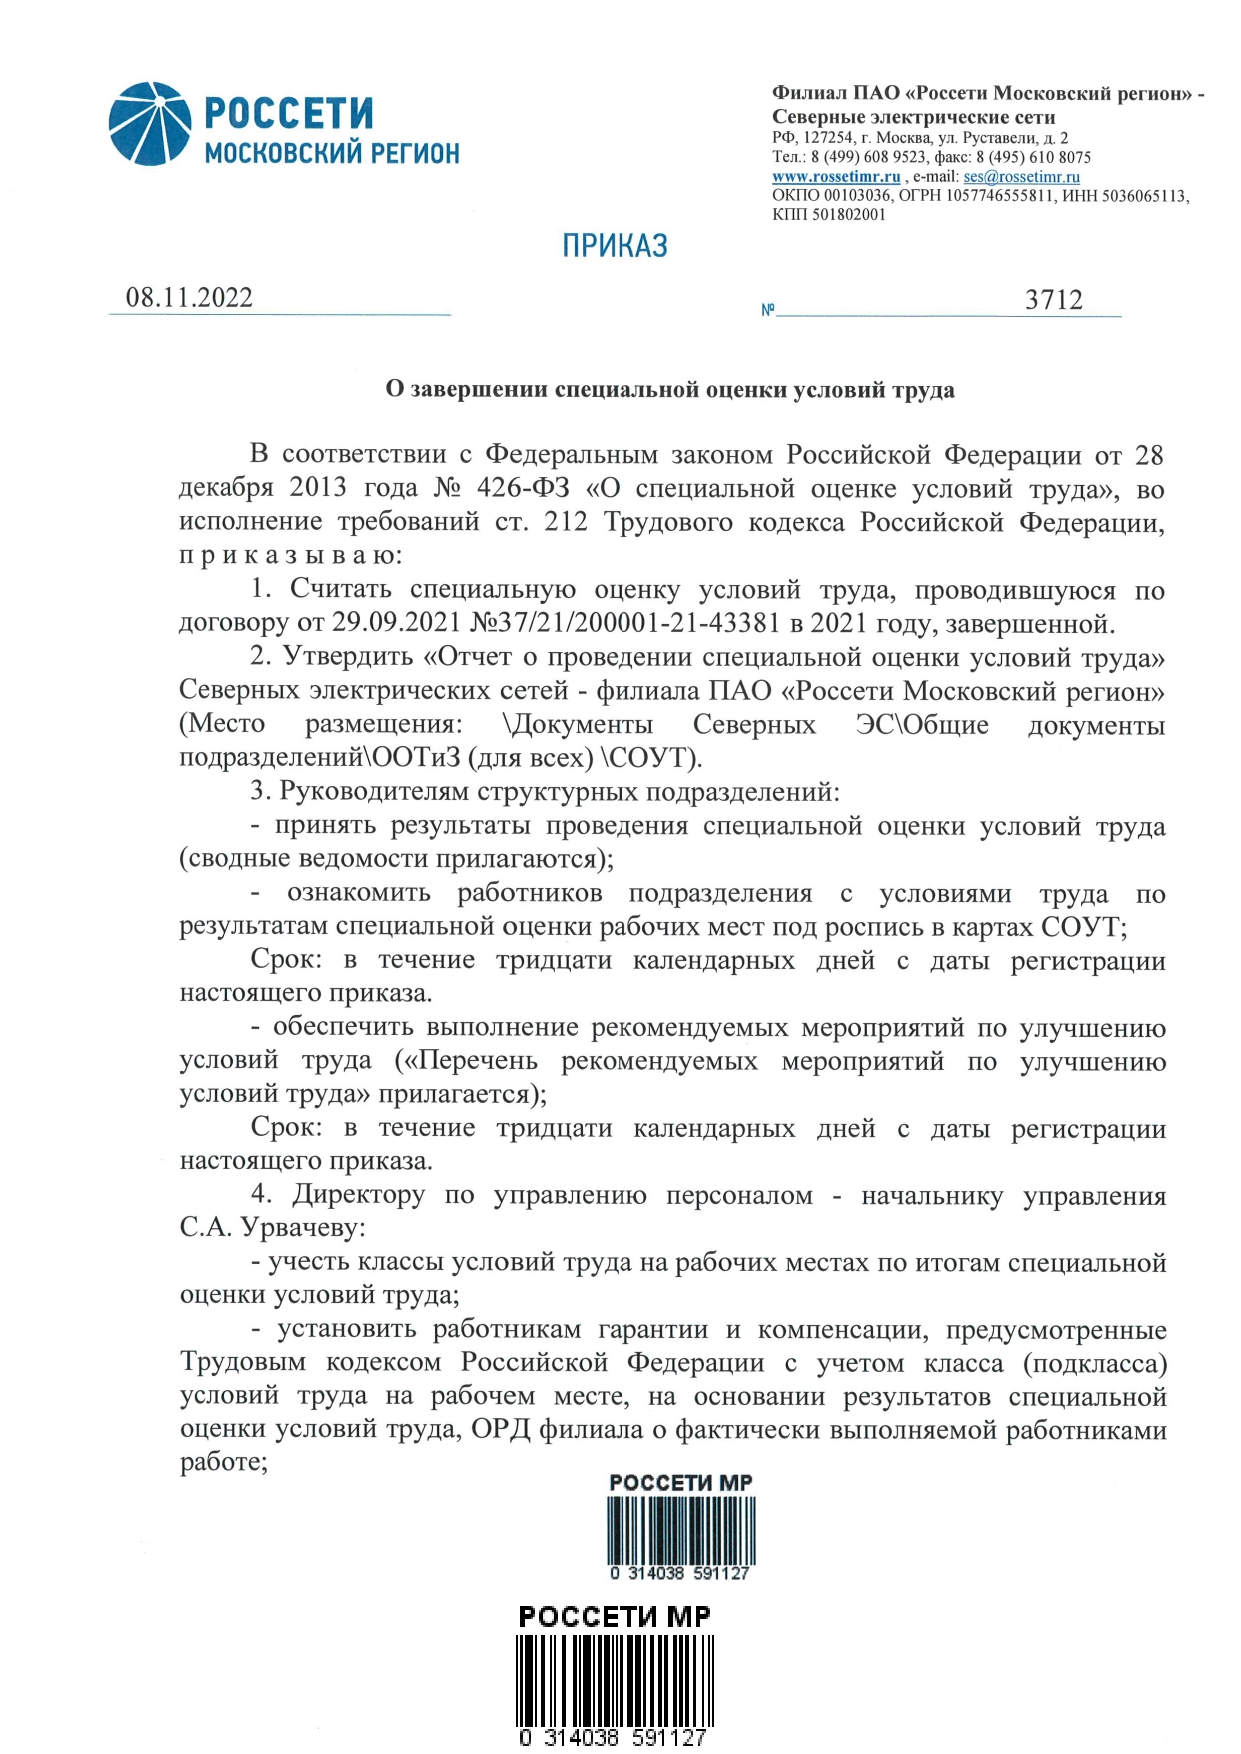 РОССЕТИ
МОСКОВСКИЙ РЕГИОН
Филиал ПАО «Россети Московский регион» -
Северные электрические сети
РФ, 127254, г. Москва, ул. Руставели, д. 2
Тел.: 8 (499) 608 9523, факс: 8 (495) 610 8075
www.rossetimr.ru , e-mail: ses@rossetimr.ru
ОКПО 00103036, ОГРН 1057746555811, ИНН 5036065113,
КПП 501802001
ПРИКАЗ
08.11.2022
№ 3712
О завершении специальной оценки условий труда
В соответствии с Федеральным законом Российской Федерации от 28
декабря 2013 года № 426-ФЗ «О специальной оценке условий труда», во
исполнение требований ст. 212 Трудового кодекса Российской Федерации,
п р и к а з ы в а ю:
1. Считать специальную оценку условий труда, проводившуюся по
договору от 29.09.2021 №37/21/200001-21-43381 в 2021 году, завершенной.
2. Утвердить «Отчет о проведении специальной оценки условий труда»
Северных электрических сетей - филиала ПАО «Россети Московский регион»
(Место размещения: \Документы Северных ЭС\Общие документы
подразделений\ООТиЗ (для всех) \СОУТ).
3. Руководителям структурных подразделений:
- принять результаты проведения специальной оценки условий труда
(сводные ведомости прилагаются);
- ознакомить работников подразделения с условиями труда по
результатам специальной оценки рабочих мест под роспись в картах СОУТ;
Срок: в течение тридцати календарных дней с даты регистрации
настоящего приказа.
- обеспечить выполнение рекомендуемых мероприятий по улучшению
условий труда («Перечень рекомендуемых мероприятий по улучшению
условий труда» прилагается);
Срок: в течение тридцати календарных дней с даты регистрации
настоящего приказа.
4. Директору по управлению персоналом - начальнику управления
С.А. Урвачеву:
- учесть классы условий труда на рабочих местах по итогам специальной
оценки условий труда;
- установить работникам гарантии и компенсации, предусмотренные
Трудовым кодексом Российской Федерации с учетом класса (подкласса)
условий труда на рабочем месте, на основании результатов специальной
оценки условий труда, ОРД филиала о фактически выполняемой работниками
работе;
РОССЕТИ МР
0 314038 591127
РОССЕТИ МР
0 314038 591127